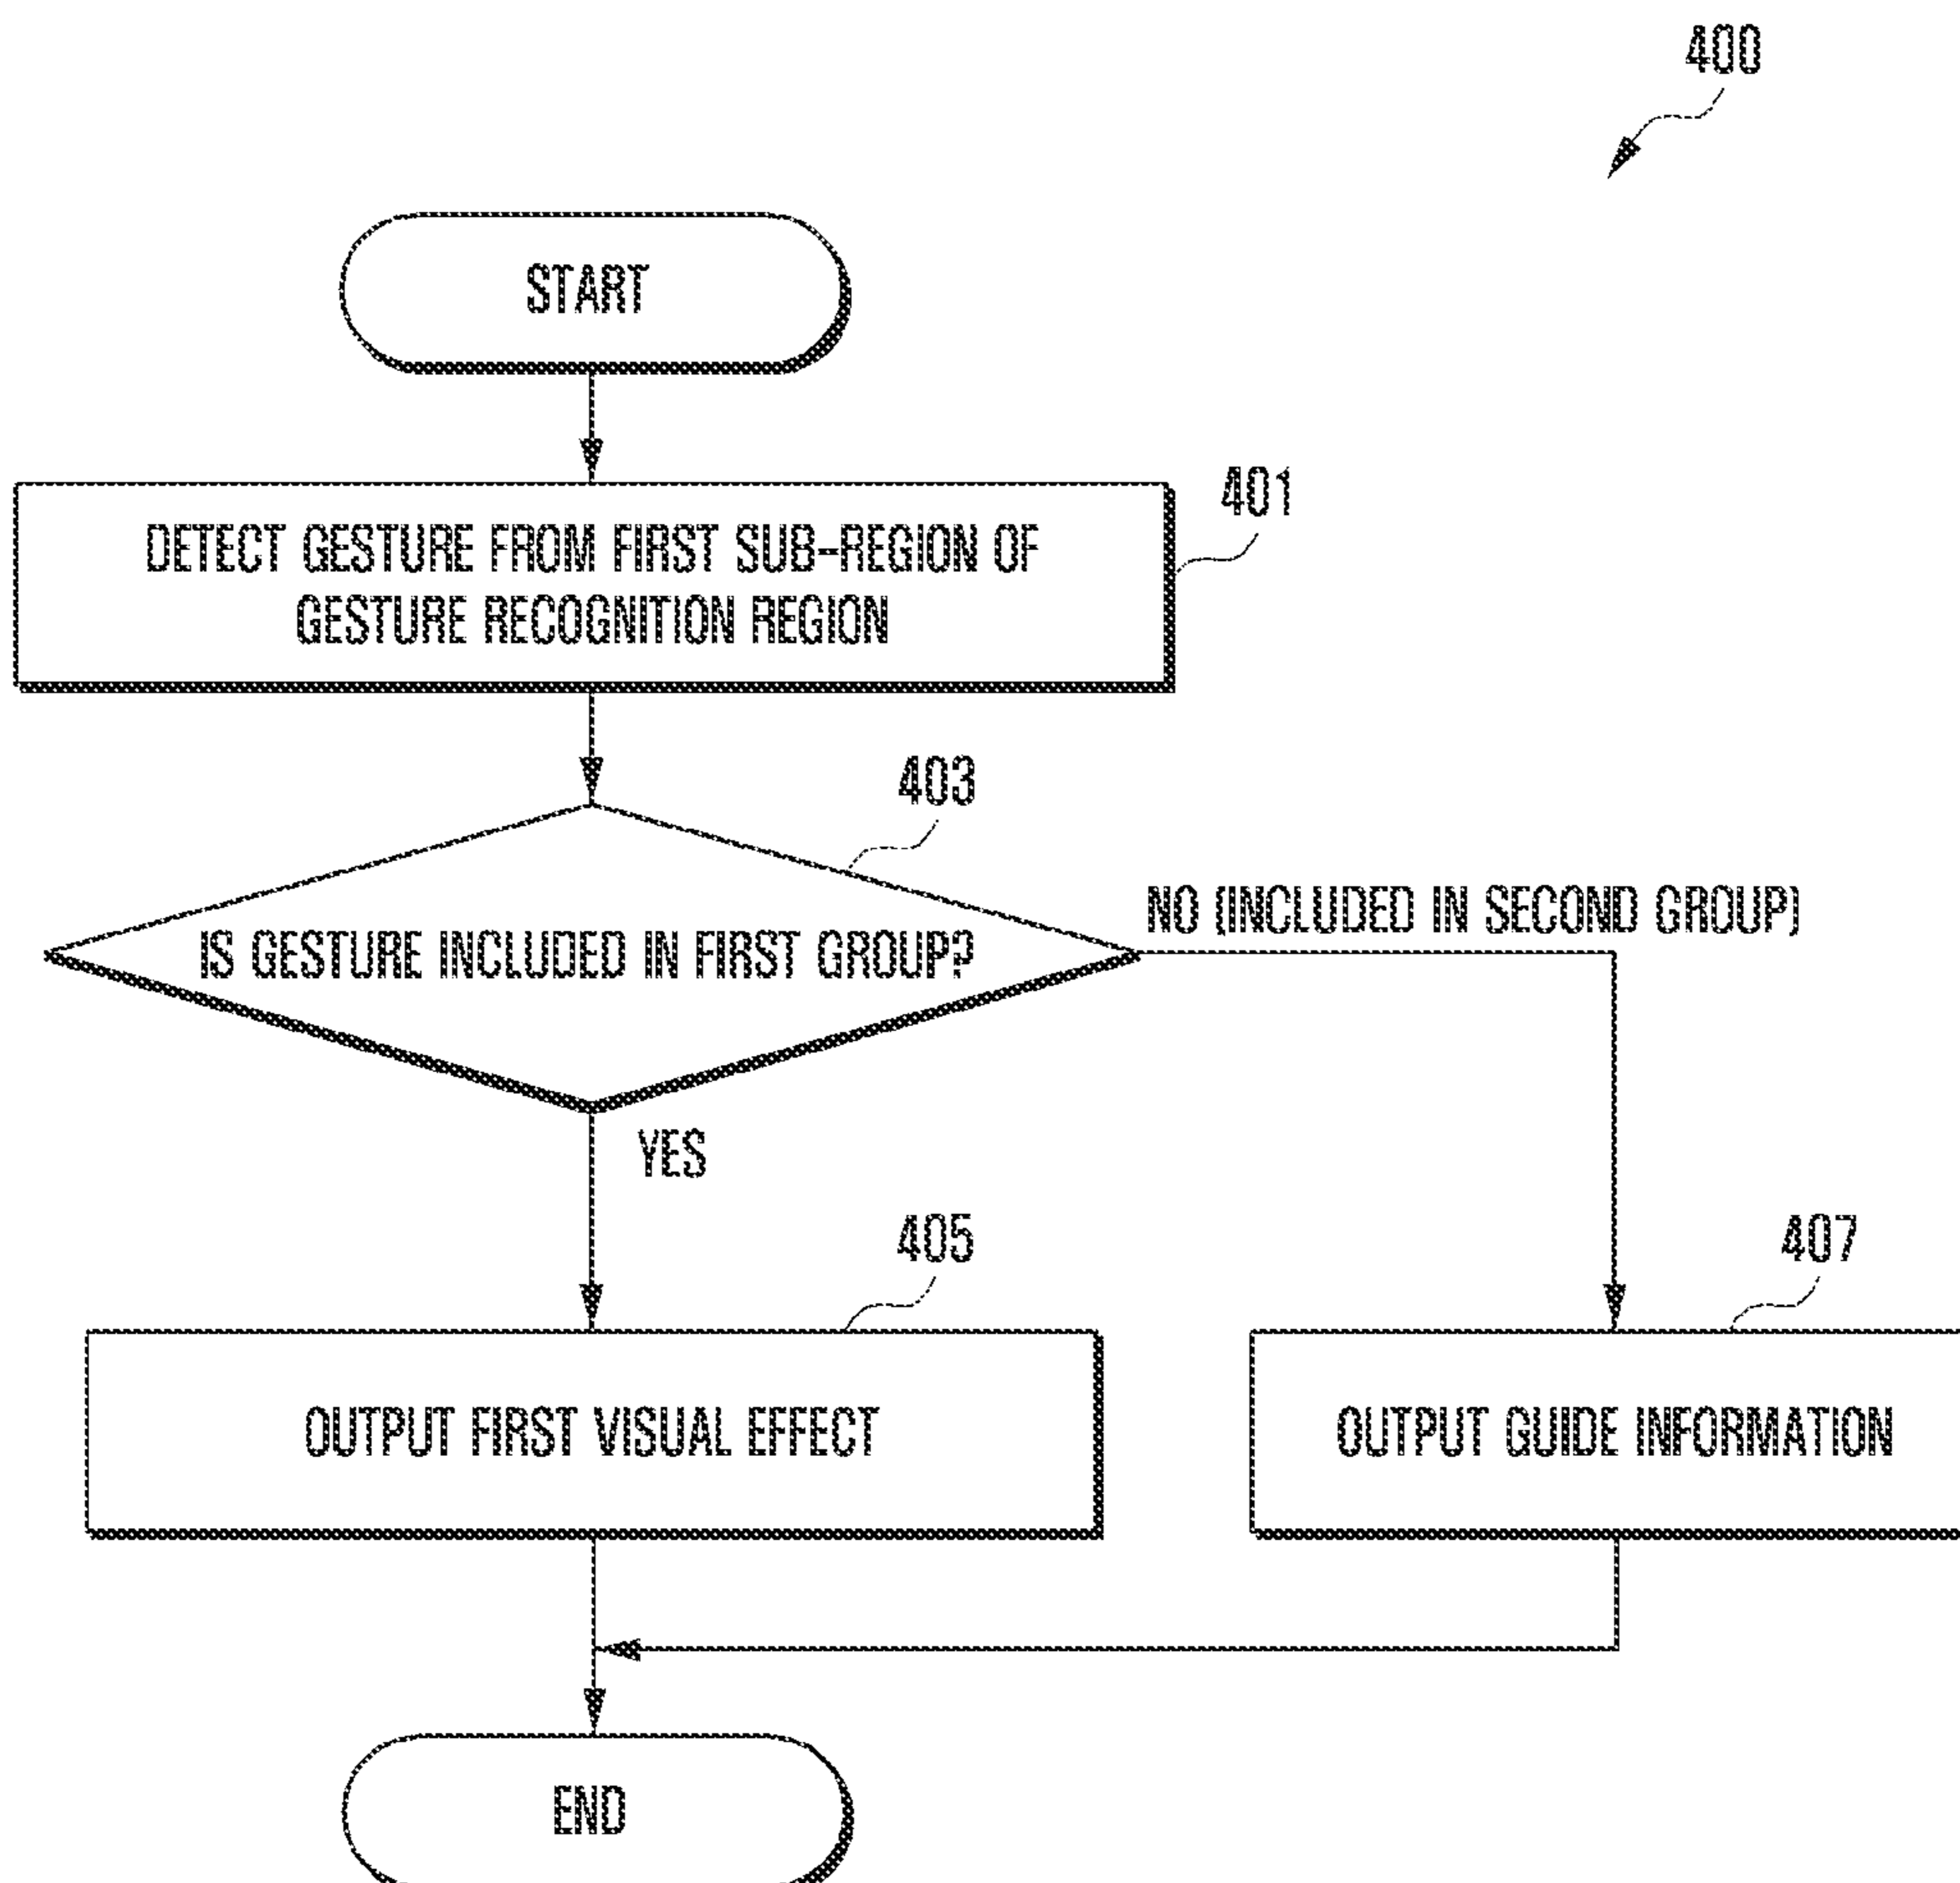 400
START
401
DETECT GESTURE FROM FIRST SUB-REGION OF
GESTURE RECOGNITION REGION
403
IS GESTURE INCLUDED IN FIRST GROUP?
NO (INCLUDED IN SECOND GROUP)
YES
405
407
OUTPUT FIRST VISUAL EFFECT
OUTPUT GUIDE INFORMATION
END